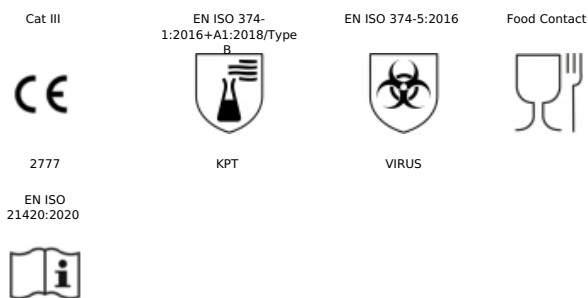 Cat III
EN ISO 374-
1:2016+A1:2018/Type
B
EN ISO 374-5:2016
Food Contact
CE
2777
KPT
VIRUS
EN ISO
21420:2020
i